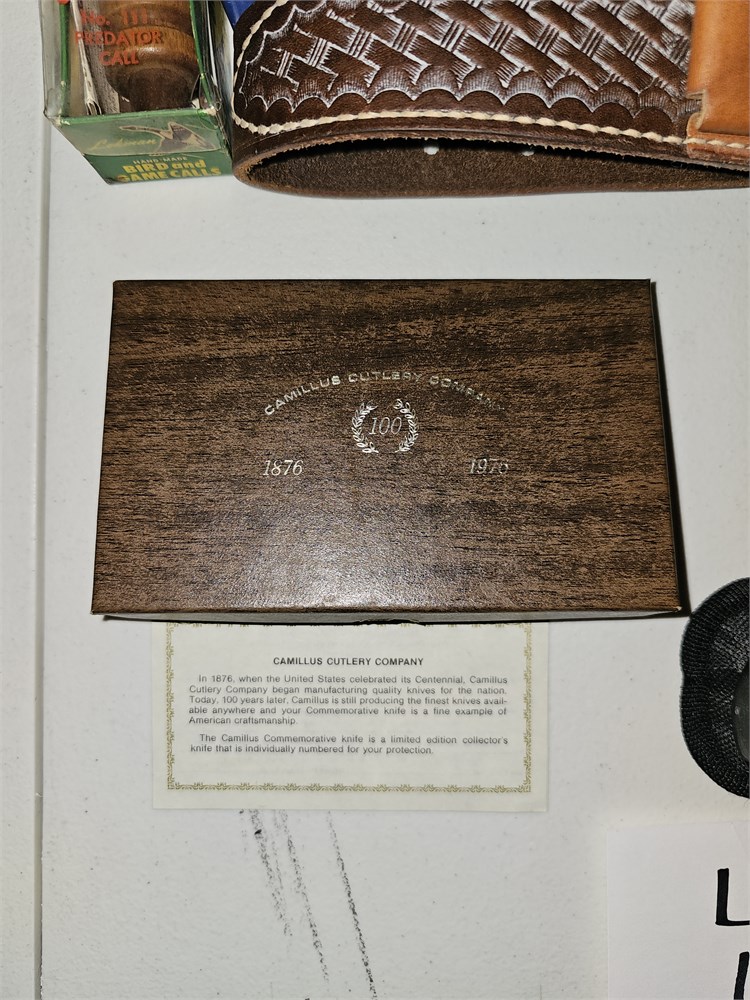 No. 111
PREDATOR
CALL
HAND-MADE
BIRD and
GAME CALLS
CAMILLUS CUTLERY COMPANY
100
1876 1976
CAMILLUS CUTLERY COMPANY
In 1876, when the United States celebrated its Centennial, Camillus
Cutlery Company began manufacturing quality knives for the nation.
Today, 100 years later, Camillus is still producing the finest knives avail-
able anywhere and your Commemorative knife is a fine example of
American craftsmanship.
The Camillus Commemorative knife is a limited edition collector's
knife that is individually numbered for your protection.